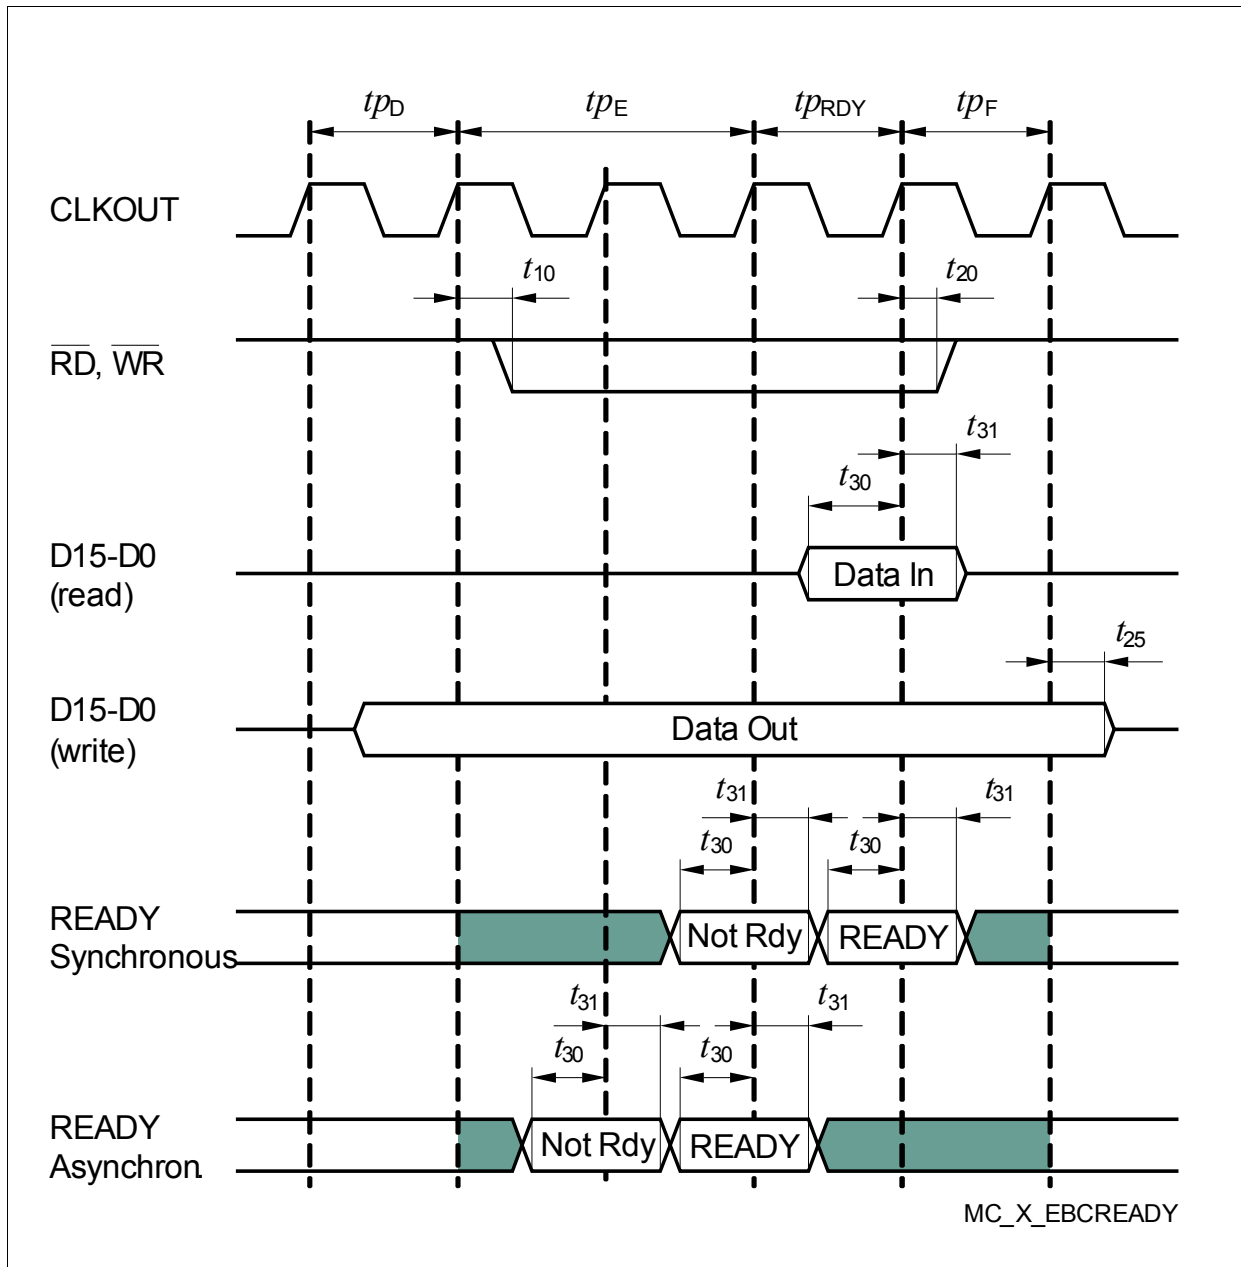 tpD tpE tpRDY tpF
CLKOUT
t10 t20
RD, WR
t31
t30
D15-D0
(read)
Data In
t25
D15-D0
(write)
Data Out
t31 t31
t30 t30
READY
Synchronous
Not Rdy READY
t31 t31
t30 t30
READY
Asynchron.
Not Rdy READY
MC_X_EBCREADY